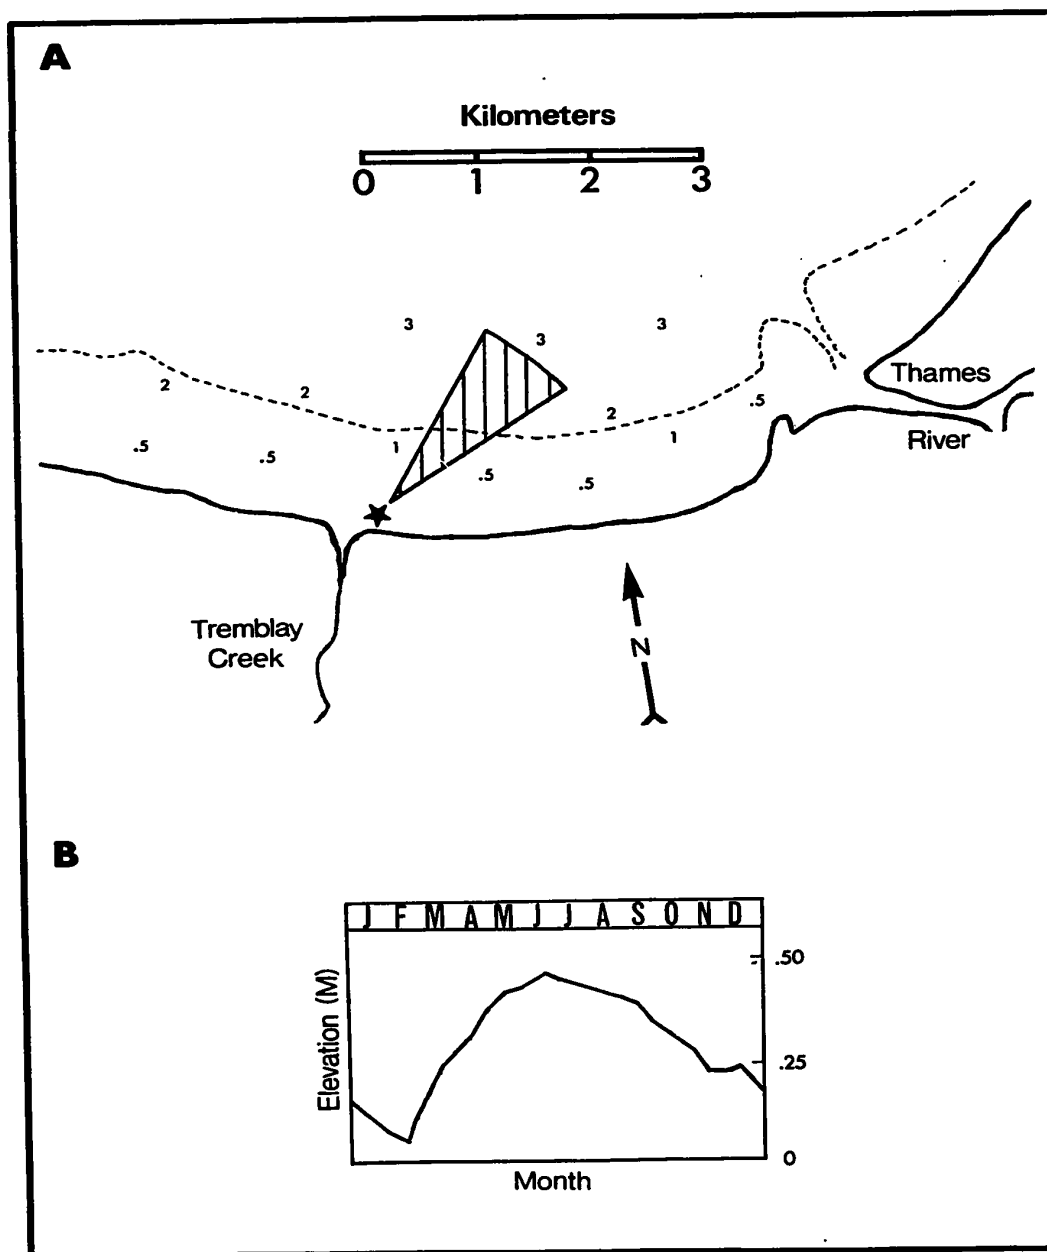 A
Kilometers
0 1 2 3
3 3 3
2 2 2
1 1
.5 .5 .5 .5 .5
Thames
River
Tremblay
Creek
N
B
J F M A M J J A S O N D
.50
.25
0
Elevation (M)
Month